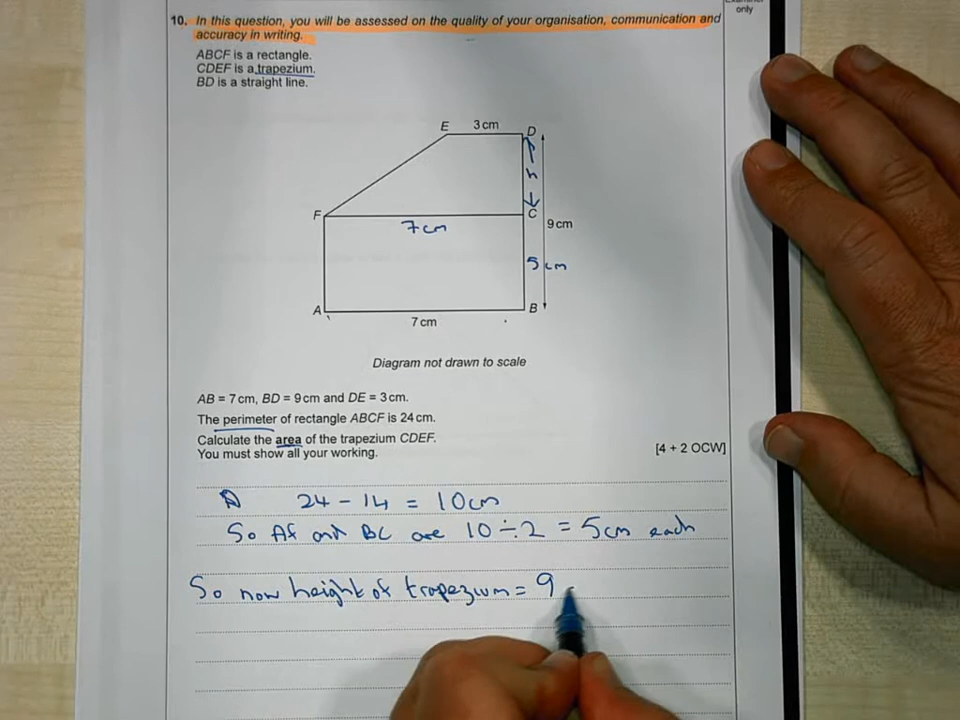 only
10. In this question, you will be assessed on the quality of your organisation, communication and
accuracy in writing.
ABCF is a rectangle.
CDEF is a trapezium.
BD is a straight line.
E 3 cm D
h
F C
7cm 9 cm
5cm
A B
7 cm
Diagram not drawn to scale
AB = 7 cm, BD = 9 cm and DE = 3 cm.
The perimeter of rectangle ABCF is 24 cm.
Calculate the area of the trapezium CDEF.
You must show all your working. [4 + 2 OCW]
24 - 14 = 10cm
So AF and BC are 10 ÷ 2 = 5cm each
So now height of trapezium = 9